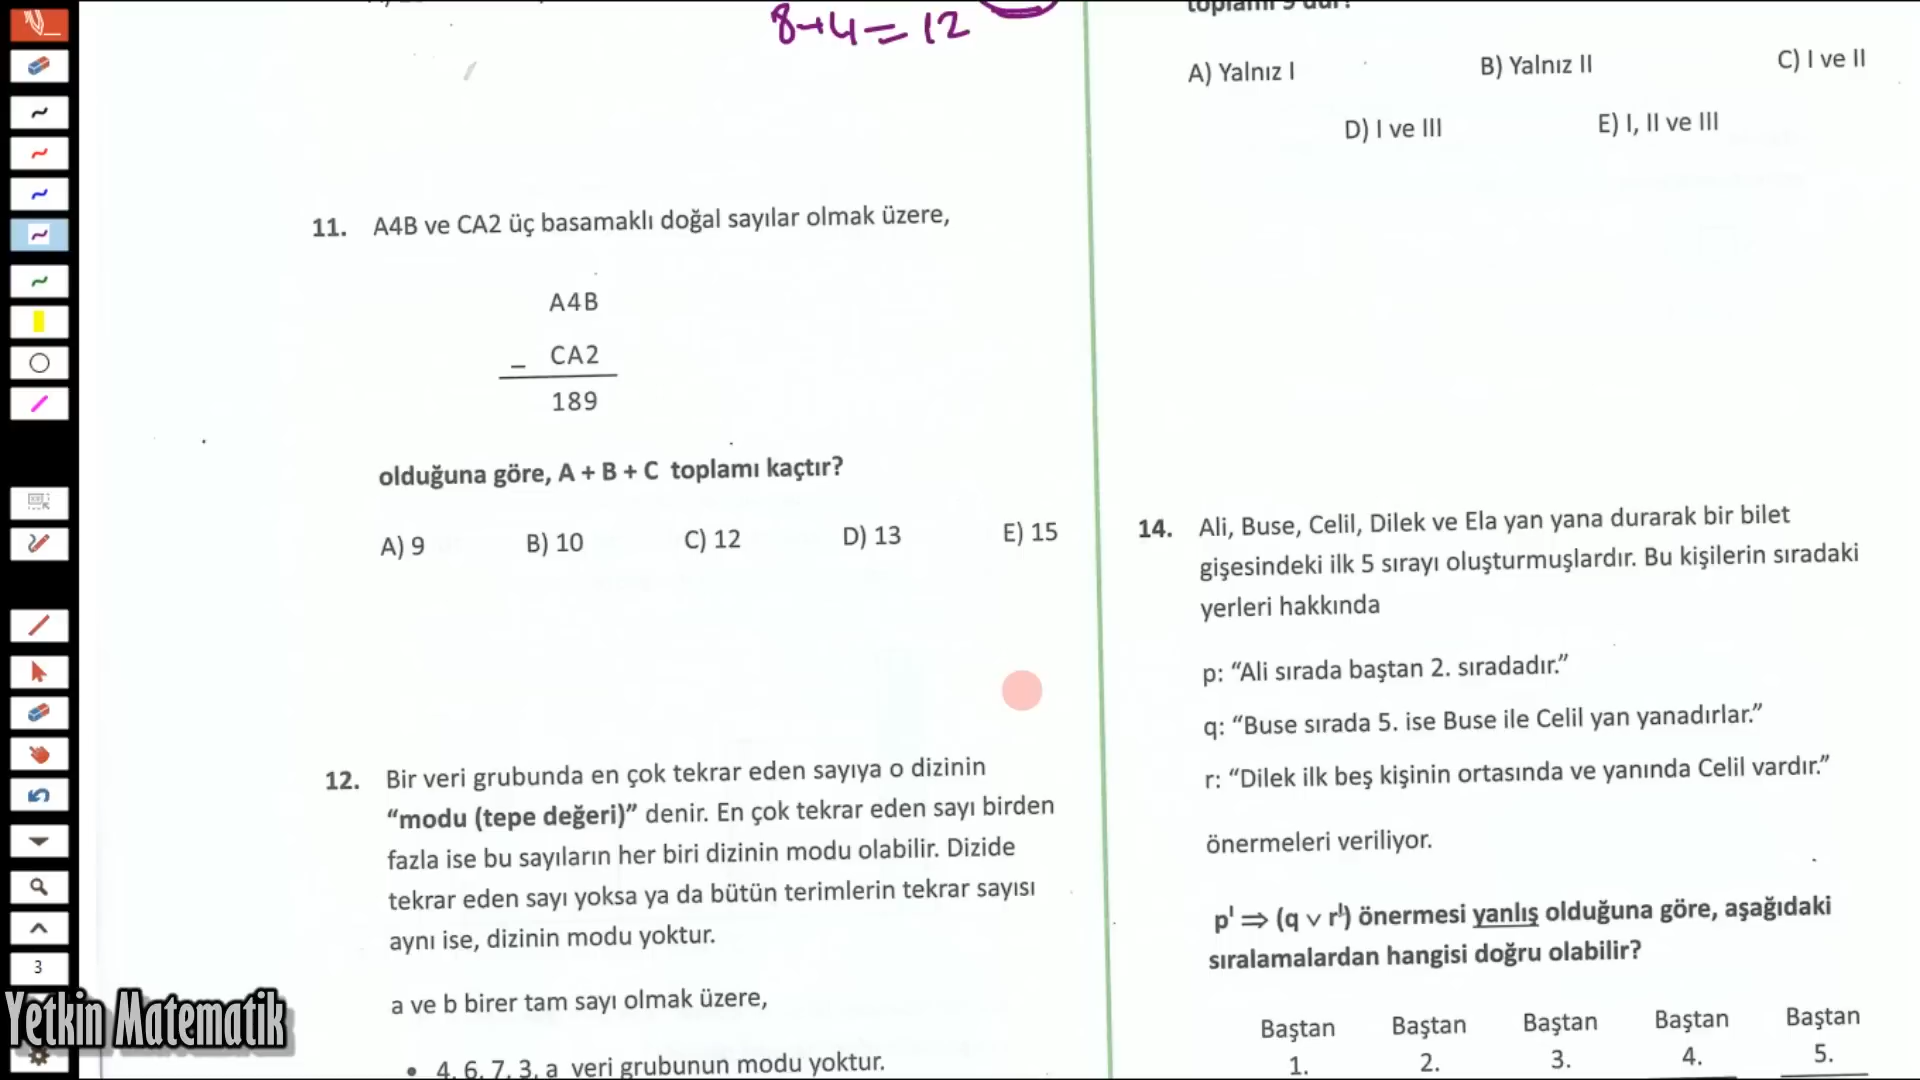 8+4=12
11. A4B ve CA2 üç basamaklı doğal sayılar olmak üzere,
A4B
– CA2
189
olduğuna göre, A + B + C toplamı kaçtır?
A) 9 B) 10 C) 12 D) 13 E) 15
12. Bir veri grubunda en çok tekrar eden sayıya o dizinin
“modu (tepe değeri)” denir. En çok tekrar eden sayı birden
fazla ise bu sayıların her biri dizinin modu olabilir. Dizide
tekrar eden sayı yoksa ya da bütün terimlerin tekrar sayısı
aynı ise, dizinin modu yoktur.
a ve b birer tam sayı olmak üzere,
• 4, 6, 7, 3, a veri grubunun modu yoktur.
toplamı 9 dur?
A) Yalnız I B) Yalnız II C) I ve II
D) I ve III E) I, II ve III
14. Ali, Buse, Celil, Dilek ve Ela yan yana durarak bir bilet
gişesindeki ilk 5 sırayı oluşturmuşlardır. Bu kişilerin sıradaki
yerleri hakkında
p: “Ali sırada baştan 2. sıradadır.”
q: “Buse sırada 5. ise Buse ile Celil yan yanadırlar.”
r: “Dilek ilk beş kişinin ortasında ve yanında Celil vardır.”
önermeleri veriliyor.
pˡ ⇒ (q ∨ rˡ) önermesi yanlış olduğuna göre, aşağıdaki
sıralamalardan hangisi doğru olabilir?
Baştan Baştan Baştan Baştan Baştan
1. 2. 3. 4. 5.
3
Yetkin Matematik